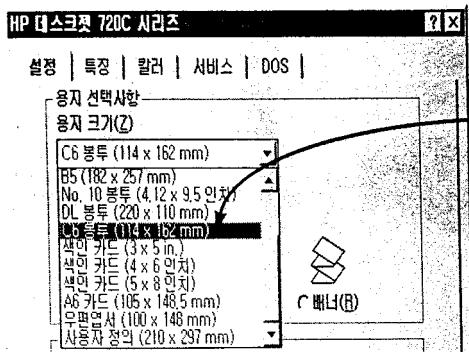 HP 데스크젯 720C 시리즈
설정 | 특징 | 칼러 | 서비스 | DOS |
용지 선택사항
용지 크기(Z)
C6 봉투 (114 x 162 mm)
B5 (182 x 257 mm)
No. 10 봉투 (4.12 x 9.5 인치)
DL 봉투 (220 x 110 mm)
C6 봉투 (114 x 162 mm)
색인 카드 (3 x 5 in.)
색인 카드 (4 x 6 인치)
색인 카드 (5 x 8 인치)
A6 카드 (105 x 148.5 mm)
우편엽서 (100 x 148 mm)
사용자 정의 (210 x 297 mm)
배너(R)